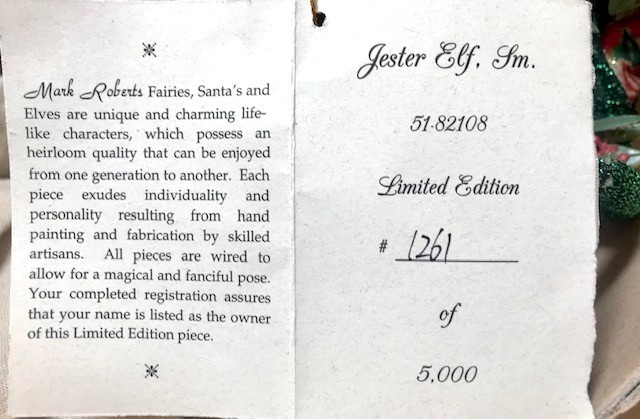 Mark Roberts Fairies, Santa's and
Elves are unique and charming life-
like characters, which possess an
heirloom quality that can be enjoyed
from one generation to another. Each
piece exudes individuality and
personality resulting from hand
painting and fabrication by skilled
artisans. All pieces are wired to
allow for a magical and fanciful pose.
Your completed registration assures
that your name is listed as the owner
of this Limited Edition piece.
Jester Elf, Sm.
51-82108
Limited Edition
# 1261
of
5,000